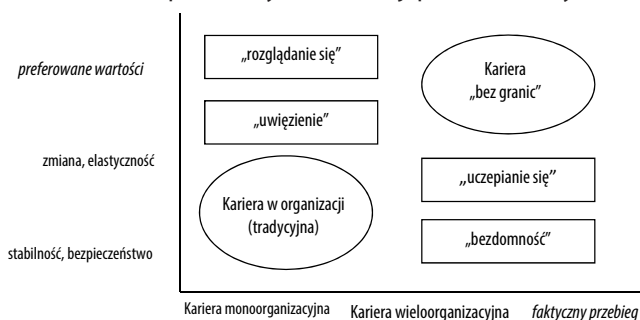 „rozglądanie się”
Kariera
„bez granic”
preferowane wartości
„uwięzienie”
zmiana, elastyczność
„uczepianie się”
Kariera w organizacji
(tradycyjna)
„bezdomność”
stabilność, bezpieczeństwo
Kariera monoorganizacyjna Kariera wieloorganizacyjna faktyczny przebieg